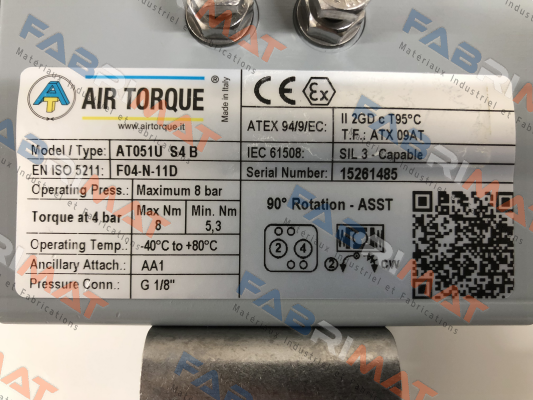 AT
AIR TORQUE ®
Made in Italy
www.airtorque.it
Model / Type: AT051U S4 B
EN ISO 5211: F04-N-11D
Operating Press.: Maximum 8 bar
Torque at 4 bar Max Nm 8 Min. Nm 5,3
Operating Temp.: -40°C to +80°C
Ancillary Attach.: AA1
Pressure Conn.: G 1/8"
CE Ex
ATEX 94/9/EC: II 2GD c T95°C
T.F.: ATX 09AT
IEC 61508: SIL 3 - Capable
Serial Number: 15261485
90° Rotation - ASST
2 4
2 CW
FABRIMAT
Materiaux Industriel et Fabrications